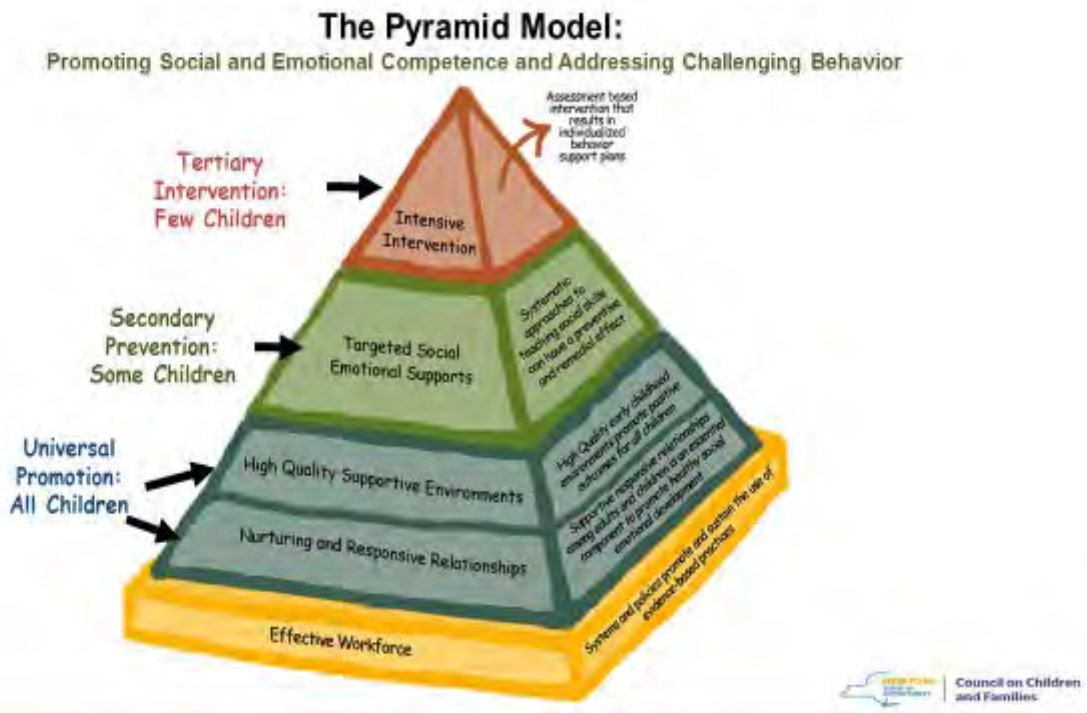 The Pyramid Model:
Promoting Social and Emotional Competence and Addressing Challenging Behavior
Assessment based
intervention that
results in
individualized
behavior
support plans
Tertiary
Intervention:
Few Children
Intensive
Intervention
Secondary
Prevention:
Some Children
Targeted Social
Emotional Supports
Systematic
approaches to
teaching social skills
can have a preventive
and remedial effect
Universal
Promotion:
All Children
High Quality Supportive Environments
High Quality early childhood
environments promote positive
outcomes for all children
Nurturing and Responsive Relationships
Supportive responsive relationships
among adults and children is an essential
component to promote healthy social
emotional development
Effective Workforce
Systems and policies promote and sustain the use of
evidence-based practices
Council on Children
and Families